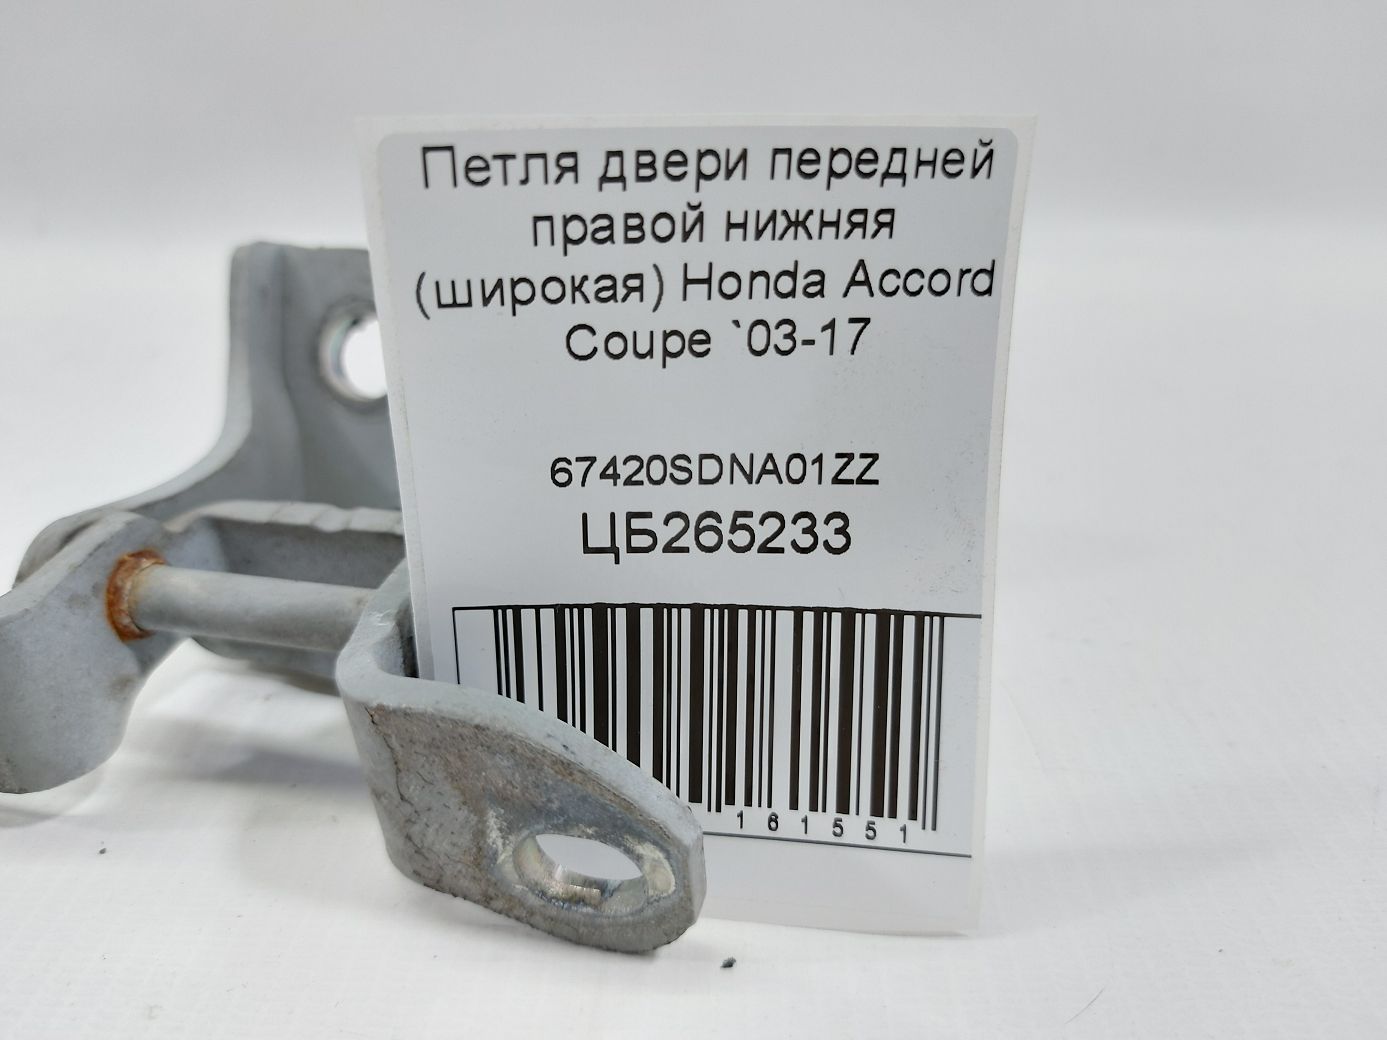 Петля двери передней
правой нижняя
(широкая) Honda Accord
Coupe `03-17
67420SDNA01ZZ
ЦБ265233
161551